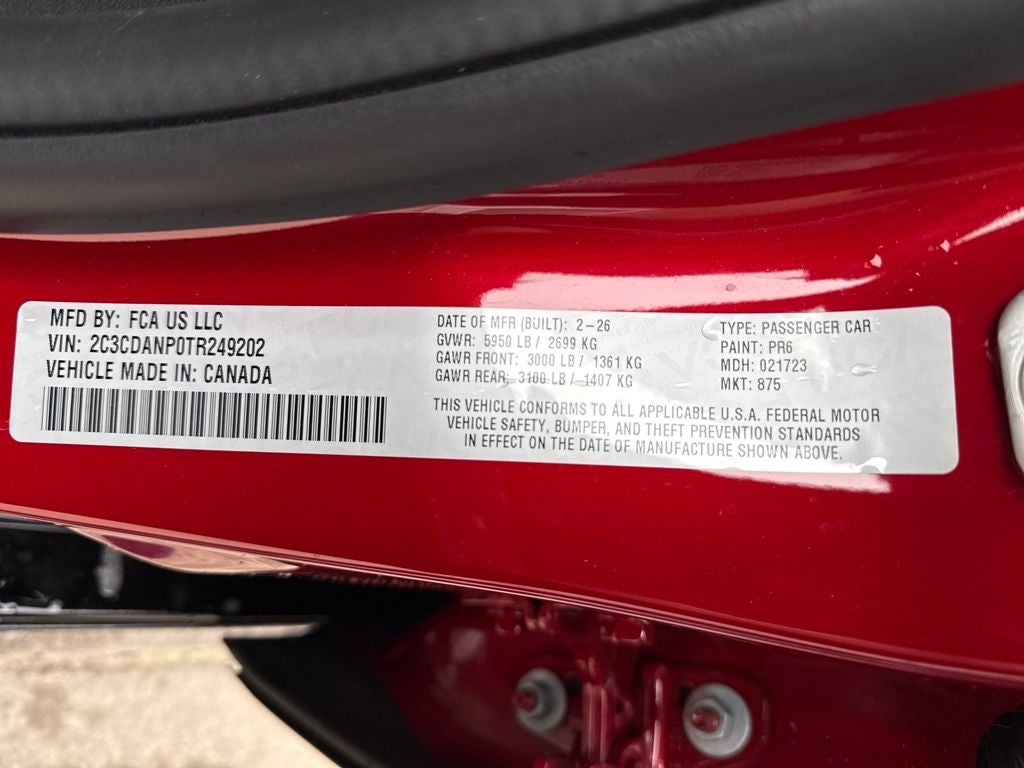 MFD BY: FCA US LLC
VIN: 2C3CDANP0TR249202
VEHICLE MADE IN: CANADA
DATE OF MFR (BUILT): 2-26
GVWR: 5950 LB / 2699 KG
GAWR FRONT: 3000 LB / 1361 KG
GAWR REAR: 3100 LB / 1407 KG
TYPE: PASSENGER CAR
PAINT: PR6
MDH: 021723
MKT: 875
THIS VEHICLE CONFORMS TO ALL APPLICABLE U.S.A. FEDERAL MOTOR
VEHICLE SAFETY, BUMPER, AND THEFT PREVENTION STANDARDS
IN EFFECT ON THE DATE OF MANUFACTURE SHOWN ABOVE.